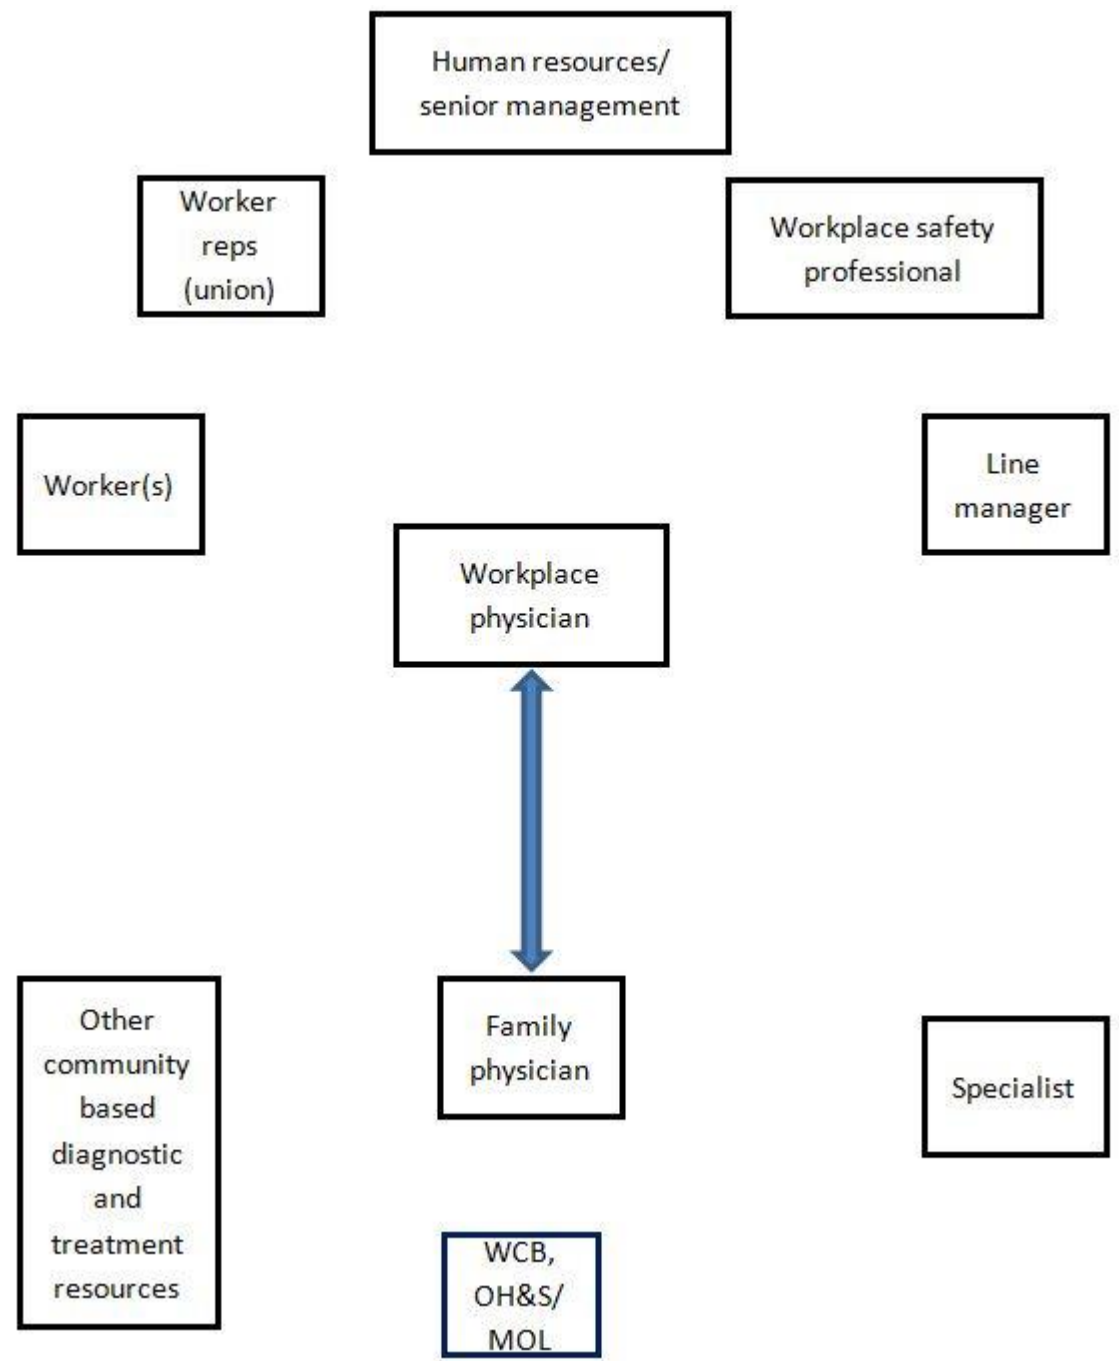 Human resources/
senior management
Worker
reps
(union)
Workplace safety
professional
Worker(s)
Line
manager
Workplace
physician
Other
community
based
diagnostic
and
treatment
resources
Family
physician
Specialist
WCB,
OH&S/
MOL